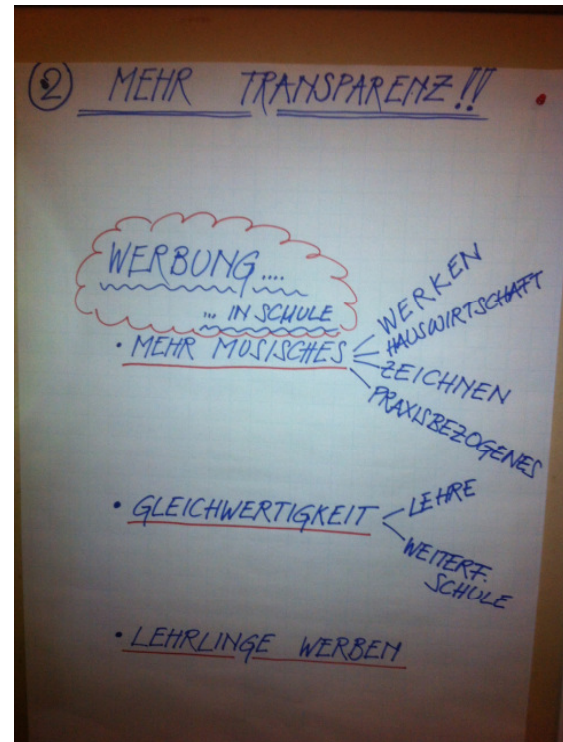 ② MEHR TRANSPARENZ!!!
WERBUNG....
... IN SCHULE
• MEHR MUSISCHES
WERKEN
HAUSWIRTSCHAFT
ZEICHNEN
PRAXISBEZOGENES
• GLEICHWERTIGKEIT
LEHRE
WEITERF.
SCHULE
• LEHRLINGE WERBEN